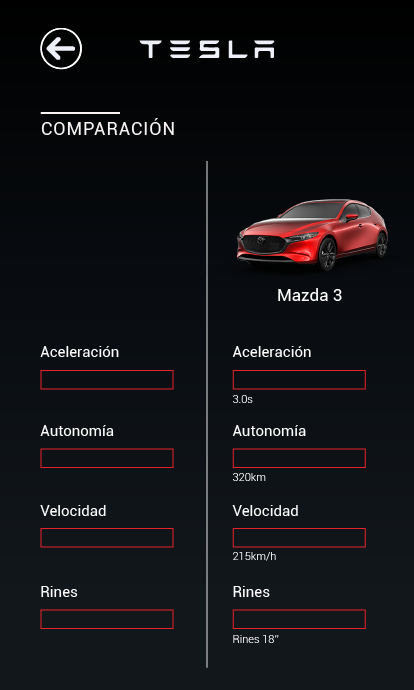 TESLA
COMPARACIÓN
Mazda 3
Aceleración
Autonomía
Velocidad
Rines
Aceleración
3.0s
Autonomía
320km
Velocidad
215km/h
Rines
Rines 18"